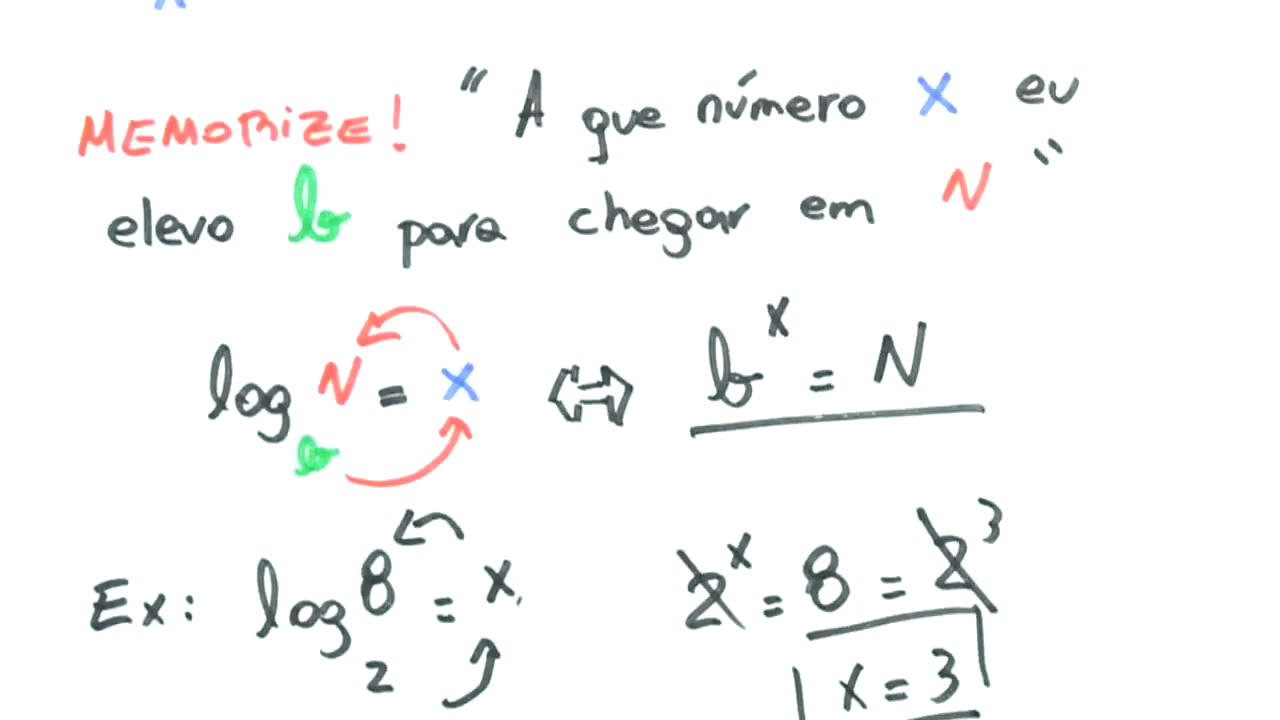 MEMORIZE! "A que número x eu
elevo b para chegar em N"
log_b N = x ⇔ b^x = N
Ex: log_2 8 = x. 2^x = 8 = 2^3
x = 3